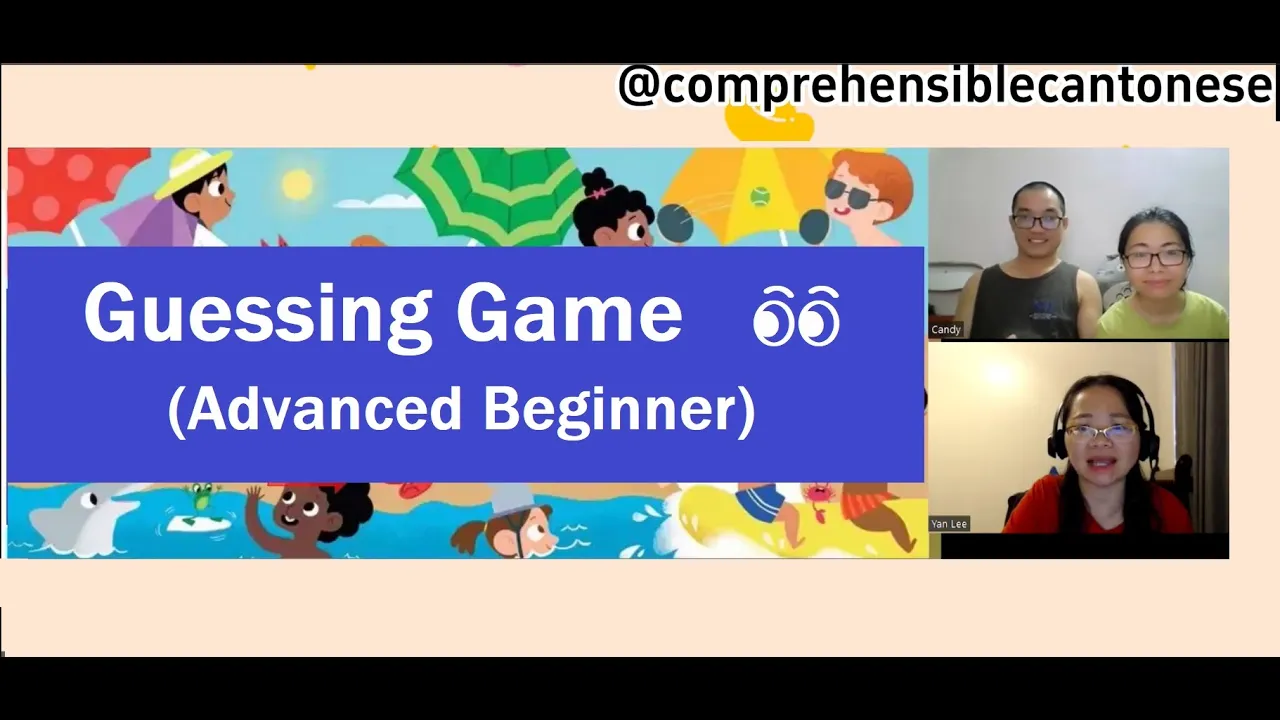 @comprehensiblecantonese
Guessing Game
(Advanced Beginner)
Candy
Yan Lee